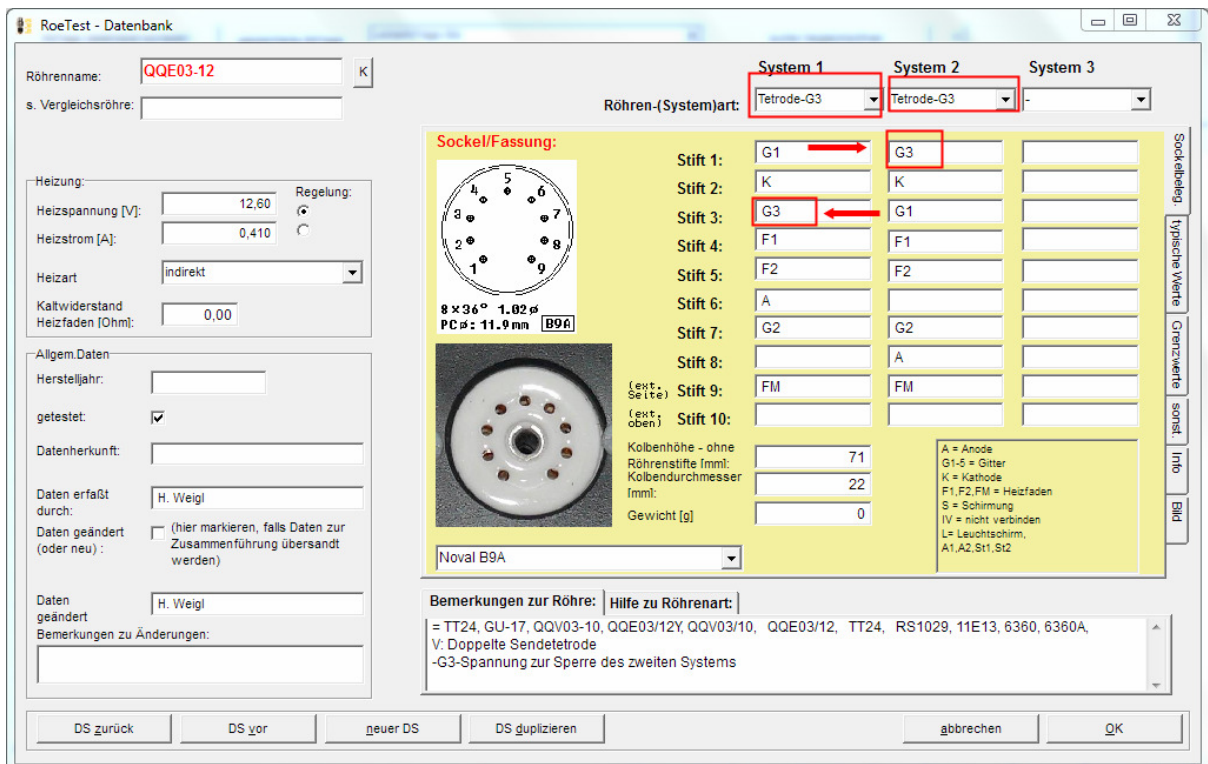 RoeTest - Datenbank
Röhrenname: QQE03-12 K
s. Vergleichsröhre:
System 1 System 2 System 3
Röhren-(System)art: Tetrode-G3 Tetrode-G3 -
Heizung:
Regelung:
Heizspannung [V]: 12,60
Heizstrom [A]: 0,410
Heizart indirekt
Kaltwiderstand
Heizfaden [Ohm]: 0,00
Allgem.Daten
Herstelljahr:
getestet:
Datenherkunft:
Daten erfaßt
durch: H. Weigl
Daten geändert
(oder neu) :
(hier markieren, falls Daten zur
Zusammenführung übersandt
werden)
Daten
geändert H. Weigl
Bemerkungen zu Änderungen:
Sockel/Fassung:
5
4 6
3 7
2 8
1 9
8×36° 1.02ø
PCø: 11.9mm B9A
Stift 1: G1 G3
Stift 2: K K
Stift 3: G3 G1
Stift 4: F1 F1
Stift 5: F2 F2
Stift 6: A
Stift 7: G2 G2
Stift 8: A
(ext. Seite) Stift 9: FM FM
(ext; oben) Stift 10:
Kolbenhöhe - ohne
Röhrenstifte [mm]: 71
Kolbendurchmesser
[mm]: 22
Gewicht [g] 0
A = Anode
G1-5 = Gitter
K = Kathode
F1,F2,FM = Heizfaden
S = Schirmung
IV = nicht verbinden
L= Leuchtschirm,
A1,A2,St1,St2
Noval B9A
Sockelbeleg.
typische Werte
Grenzwerte
sonst.
Info
Bild
Bemerkungen zur Röhre: Hilfe zu Röhrenart:
= TT24, GU-17, QQV03-10, QQE03/12Y, QQV03/10, QQE03/12, TT24, RS1029, 11E13, 6360, 6360A,
V: Doppelte Sendetetrode
-G3-Spannung zur Sperre des zweiten Systems
DS zurück DS vor neuer DS DS duplizieren abbrechen OK